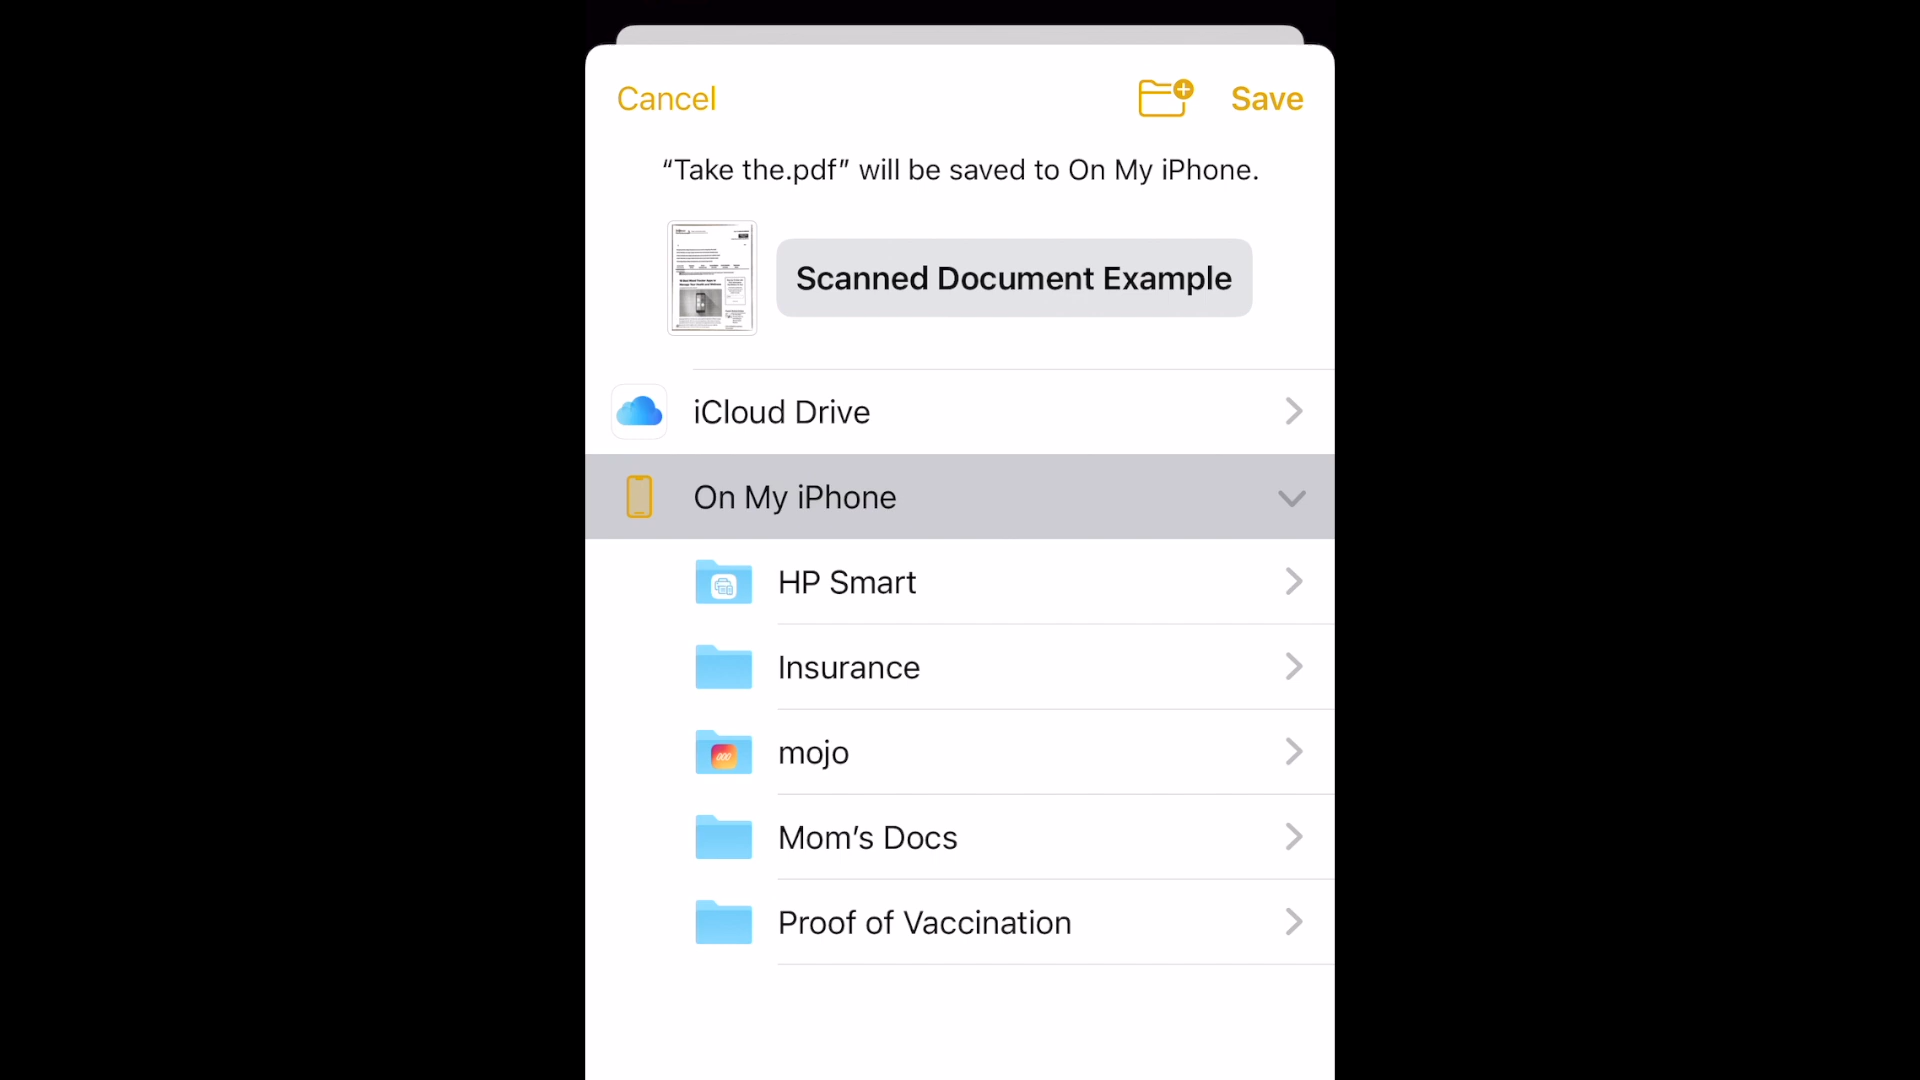 Cancel
Save
“Take the.pdf” will be saved to On My iPhone.
Scanned Document Example
iCloud Drive
On My iPhone
HP Smart
Insurance
mojo
Mom’s Docs
Proof of Vaccination